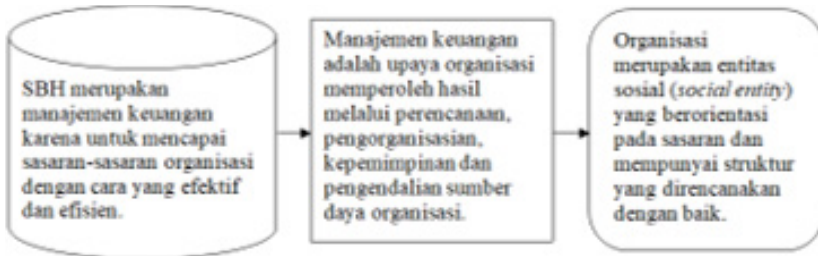 SBH merupakan
manajemen keuangan
karena untuk mencapai
sasaran-sasaran organisasi
dengan cara yang efektif
dan efisien.
Manajemen keuangan
adalah upaya organisasi
memperoleh hasil
melalui perencanaan,
pengorganisasian,
kepemimpinan dan
pengendalian sumber
daya organisasi.
Organisasi
merupakan entitas
sosial (social entity)
yang berorientasi
pada sasaran dan
mempunyai struktur
yang direncanakan
dengan baik.